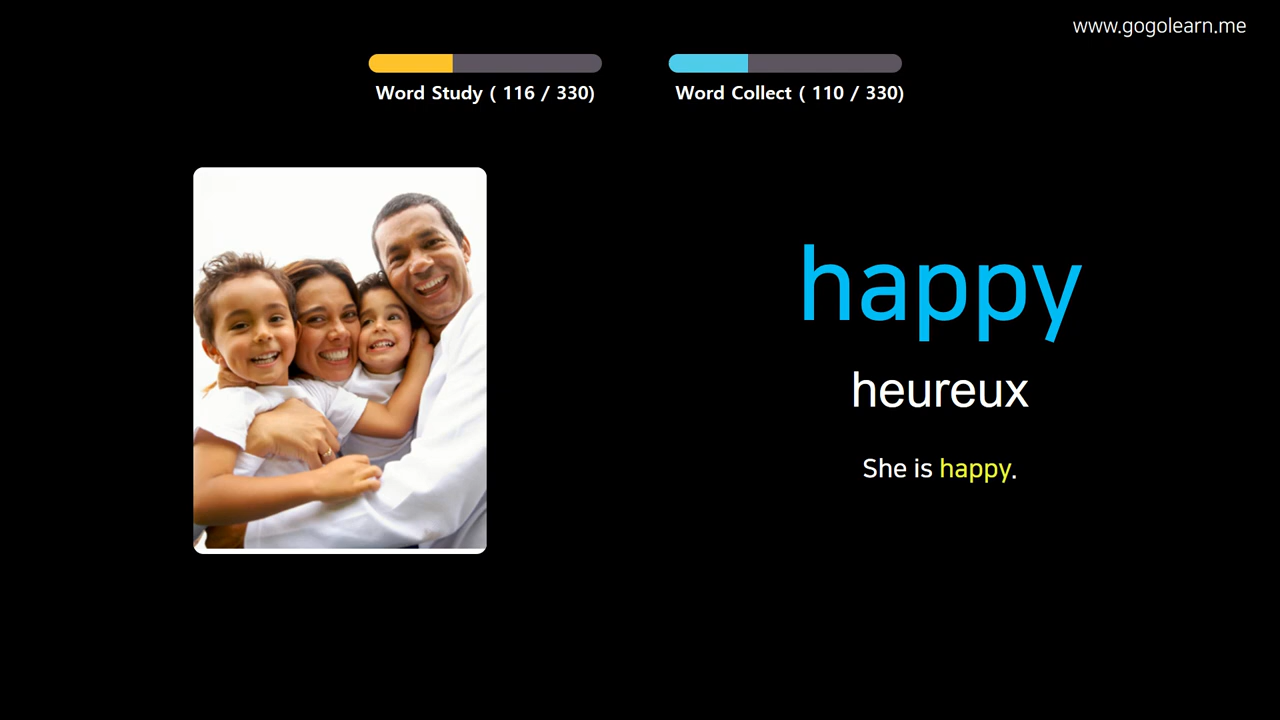 www.gogolearn.me
Word Study ( 116 / 330)
Word Collect ( 110 / 330)
happy
heureux
She is happy.